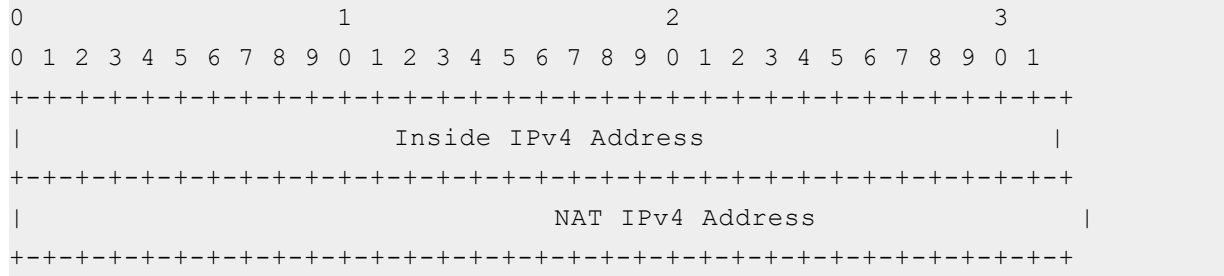 0                   1                   2                   3
0 1 2 3 4 5 6 7 8 9 0 1 2 3 4 5 6 7 8 9 0 1 2 3 4 5 6 7 8 9 0 1
+-+-+-+-+-+-+-+-+-+-+-+-+-+-+-+-+-+-+-+-+-+-+-+-+-+-+-+-+-+-+-+-+
|                      Inside IPv4 Address                     |
+-+-+-+-+-+-+-+-+-+-+-+-+-+-+-+-+-+-+-+-+-+-+-+-+-+-+-+-+-+-+-+-+
|                                NAT IPv4 Address                |
+-+-+-+-+-+-+-+-+-+-+-+-+-+-+-+-+-+-+-+-+-+-+-+-+-+-+-+-+-+-+-+-+